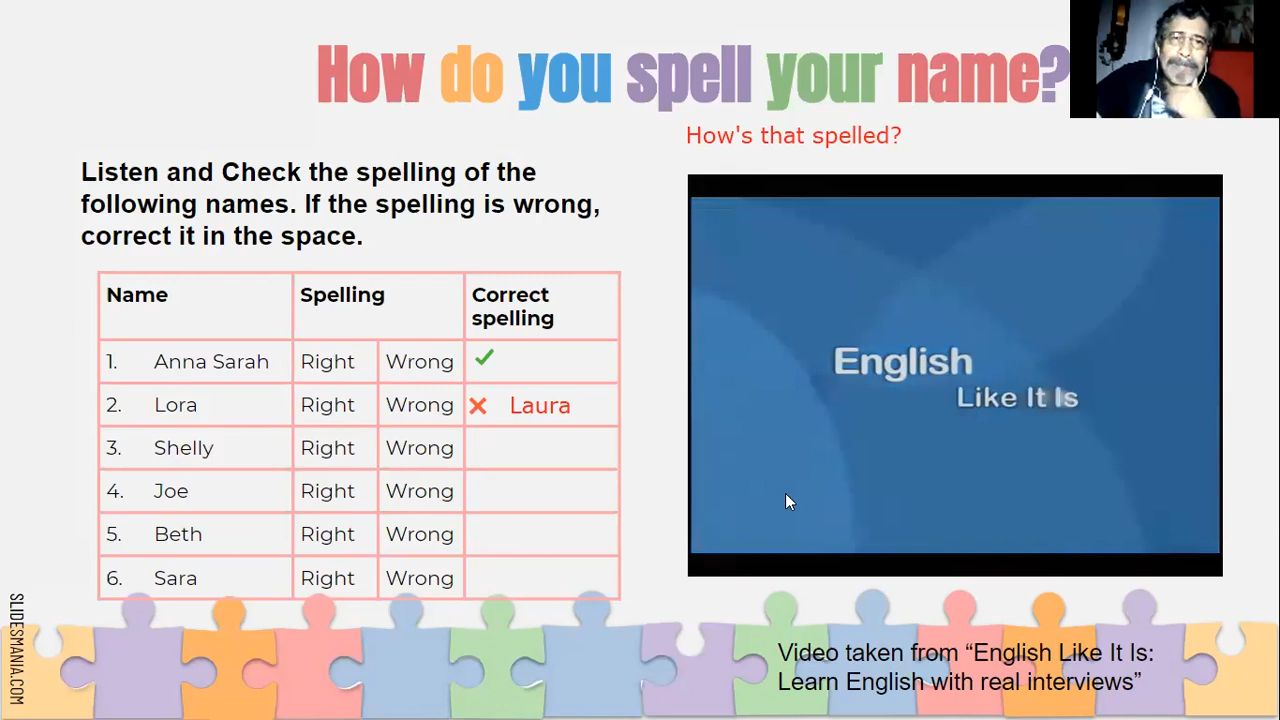 How do you spell your name?
How's that spelled?
Listen and Check the spelling of the
following names. If the spelling is wrong,
correct it in the space.
Name Spelling Correct
spelling
1. Anna Sarah Right Wrong ✓
2. Lora Right Wrong ✕ Laura
3. Shelly Right Wrong
4. Joe Right Wrong
5. Beth Right Wrong
6. Sara Right Wrong
English
Like It Is
Video taken from “English Like It Is:
Learn English with real interviews”
SLIDESMANIA.COM